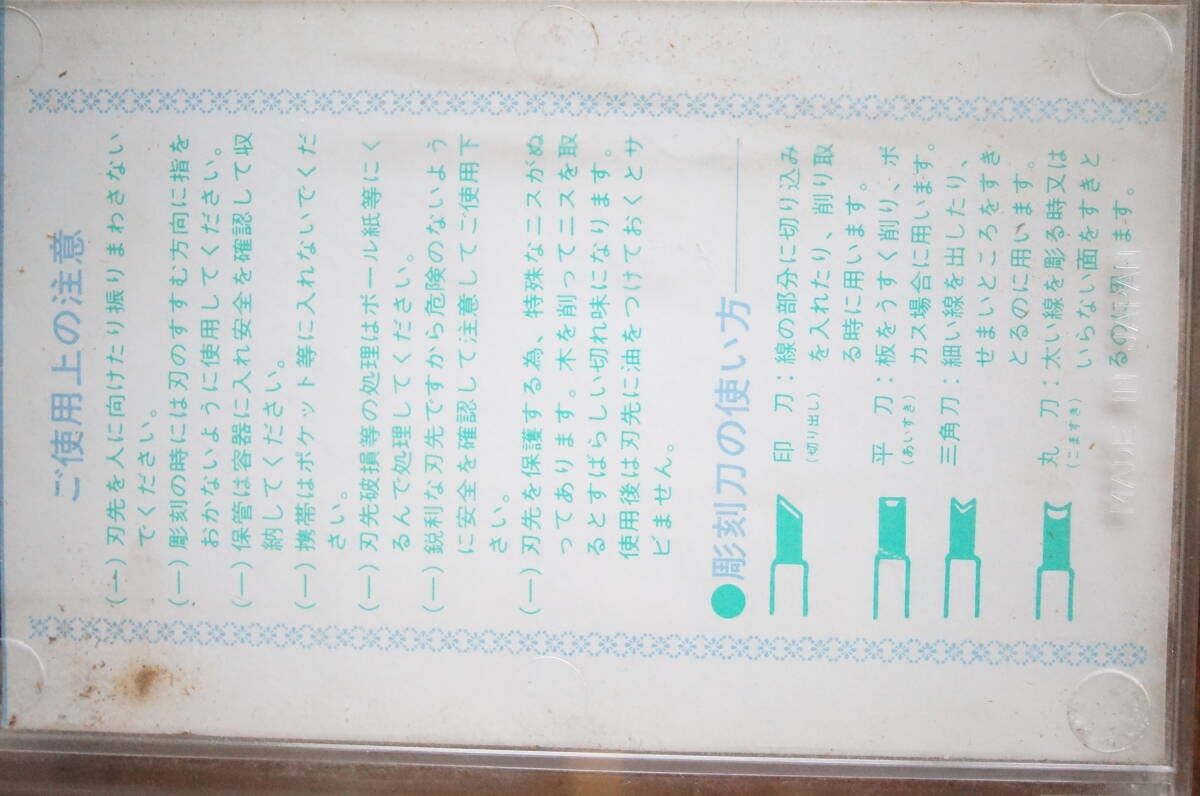 ご使用上の注意
(一)刃先を人に向けたり振りまわさない
でください。
(一)彫刻の時には刃のすすむ方向に指を
おかないように使用してください。
(一)保管は容器に入れ安全を確認して収
納してください。
(一)携帯はポケット等に入れないでくだ
さい。
(一)刃先破損等の処理はボール紙等にく
るんで処理してください。
(一)鋭利な刃先ですから危険のないよう
に安全を確認して注意してご使用下
さい。
(一)刃先を保護する為、特殊なニスがぬ
ってあります。木を削ってニスを取
るとすばらしい切れ味になります。
使用後は刃先に油をつけておくとサ
ビません。
●彫刻刀の使い方
印刀:線の部分に切り込み
(切り出し)
を入れたり、削り取
る時に用います。
平刀:板をうすく削り、ボ
(あいすき)
カス場合に用います。
三角刀:細い線を出したり、
せまいところをすき
とるのに用います。
丸刀:太い線を彫る時又は
(こますき)
いらない面をすきと
るのに用います。
MADE IN JAPAN